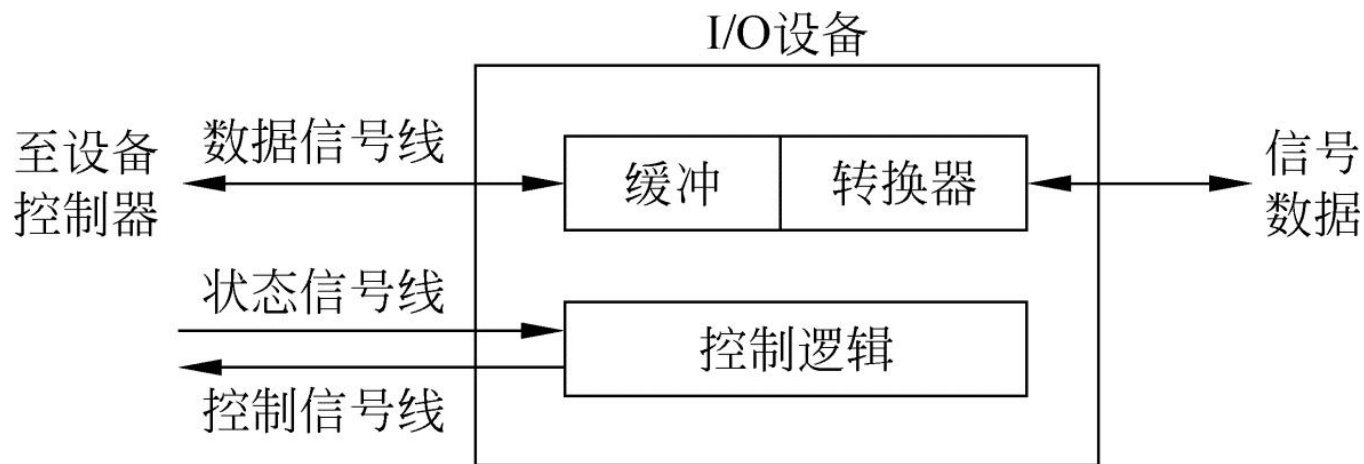 I/O设备
至设备
控制器
数据信号线
缓冲
转换器
信号
数据
状态信号线
控制逻辑
控制信号线